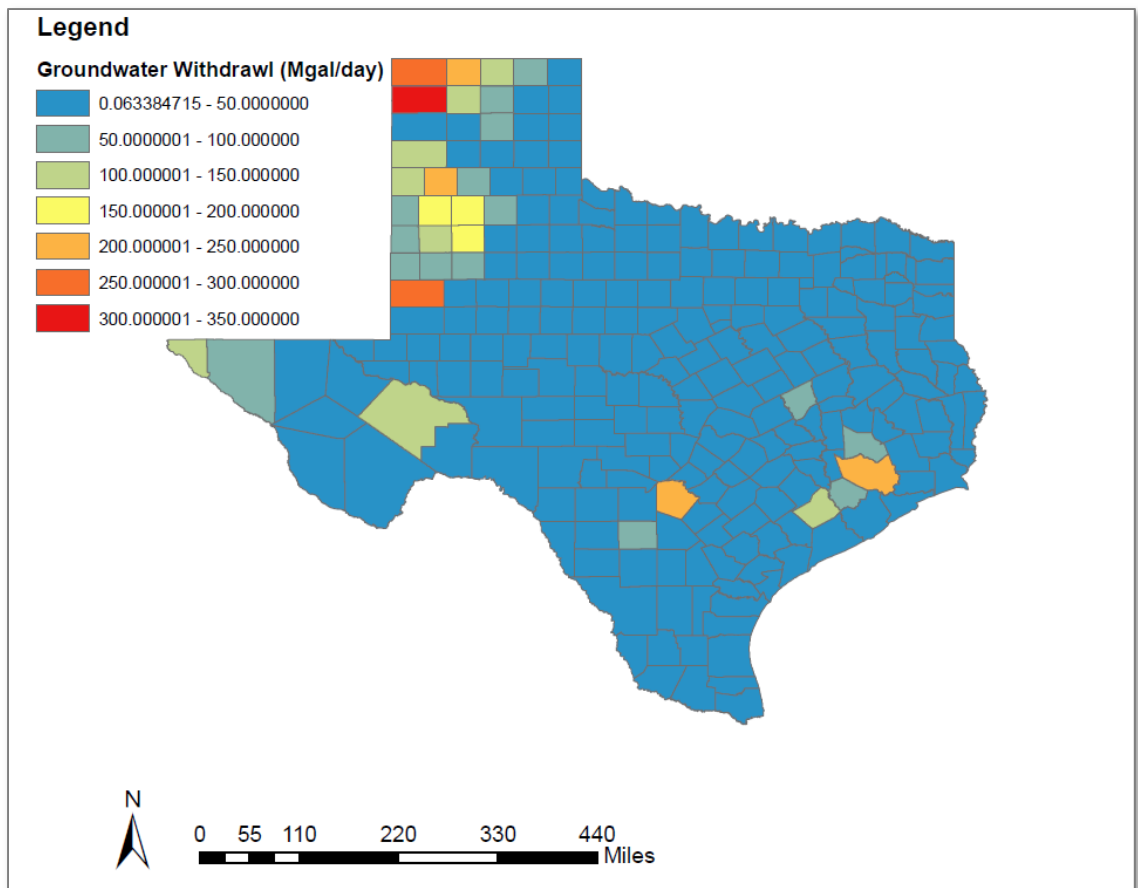 Legend
Groundwater Withdrawl (Mgal/day)
0.063384715 - 50.0000000
50.0000001 - 100.000000
100.000001 - 150.000000
150.000001 - 200.000000
200.000001 - 250.000000
250.000001 - 300.000000
300.000001 - 350.000000
N
0 55 110 220 330 440
Miles